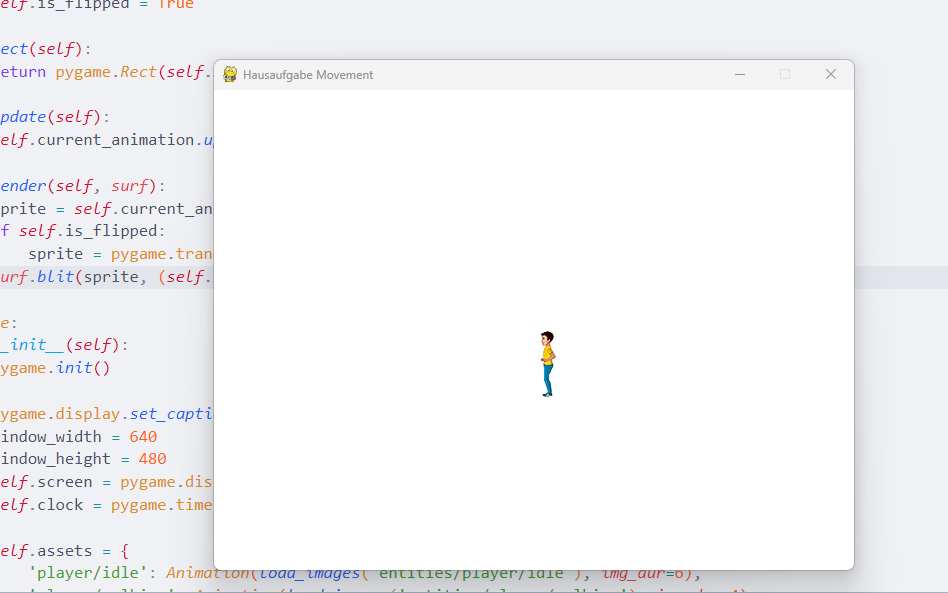 elf.is_flipped = True
ect(self):
eturn pygame.Rect(self.
Hausaufgabe Movement
pdate(self):
elf.current_animation.u
ender(self, surf):
prite = self.current_an
f self.is_flipped:
sprite = pygame.tran
urf.blit(sprite, (self.
e:
_init__(self):
ygame.init()
ygame.display.set_capti
indow_width = 640
indow_height = 480
elf.screen = pygame.dis
elf.clock = pygame.time
elf.assets = {
'player/idle': Animation(load_images('entities/player/idle'), img_dur=6),